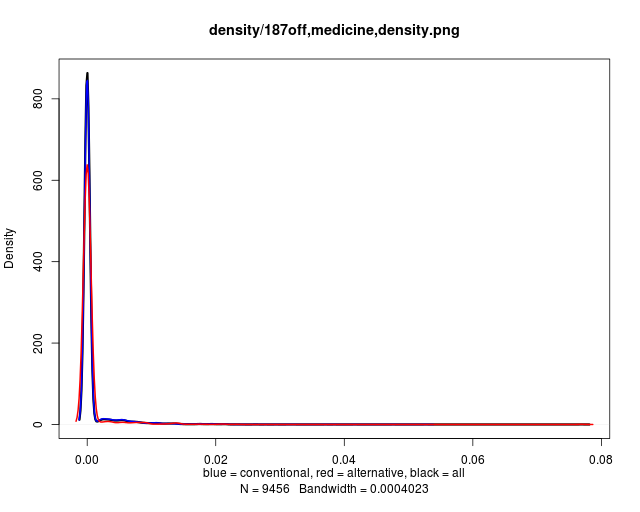 density/187off,medicine,density.png
Density
800
600
400
200
0
0.00 0.02 0.04 0.06 0.08
blue = conventional, red = alternative, black = all
N = 9456 Bandwidth = 0.0004023